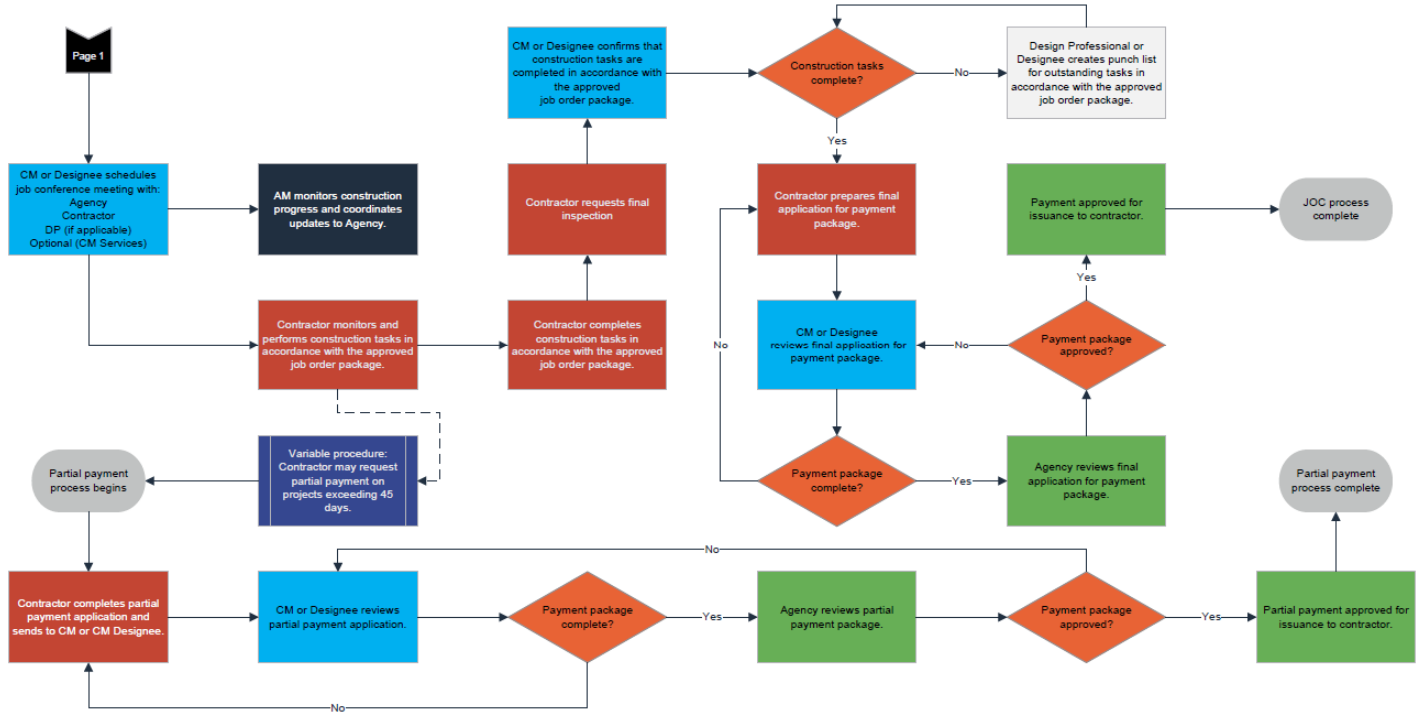 Page 1
CM or Designee confirms that
construction tasks are
completed in accordance with
the approved
job order package.
Construction tasks
complete?
No
Design Professional or
Designee creates punch list
for outstanding tasks in
accordance with the approved
job order package.
Yes
CM or Designee schedules
job conference meeting with:
Agency
Contractor
DP (if applicable)
Optional (CM Services)
AM monitors construction
progress and coordinates
updates to Agency.
Contractor requests final
inspection
Contractor prepares final
application for payment
package.
Payment approved for
issuance to contractor.
JOC process
complete
Yes
Contractor monitors and
performs construction tasks in
accordance with the approved
job order package.
Contractor completes
construction tasks in
accordance with the approved
job order package.
No
CM or Designee
reviews final application for
payment package.
No
Payment package
approved?
Partial payment
process begins
Variable procedure:
Contractor may request
partial payment on
projects exceeding 45
days.
Payment package
complete?
Yes
Agency reviews final
application for payment
package.
Partial payment
process complete
No
Contractor completes partial
payment application and
sends to CM or CM Designee.
CM or Designee reviews
partial payment application.
Payment package
complete?
Yes
Agency reviews partial
payment package.
Payment package
approved?
Yes
Partial payment approved for
issuance to contractor.
No